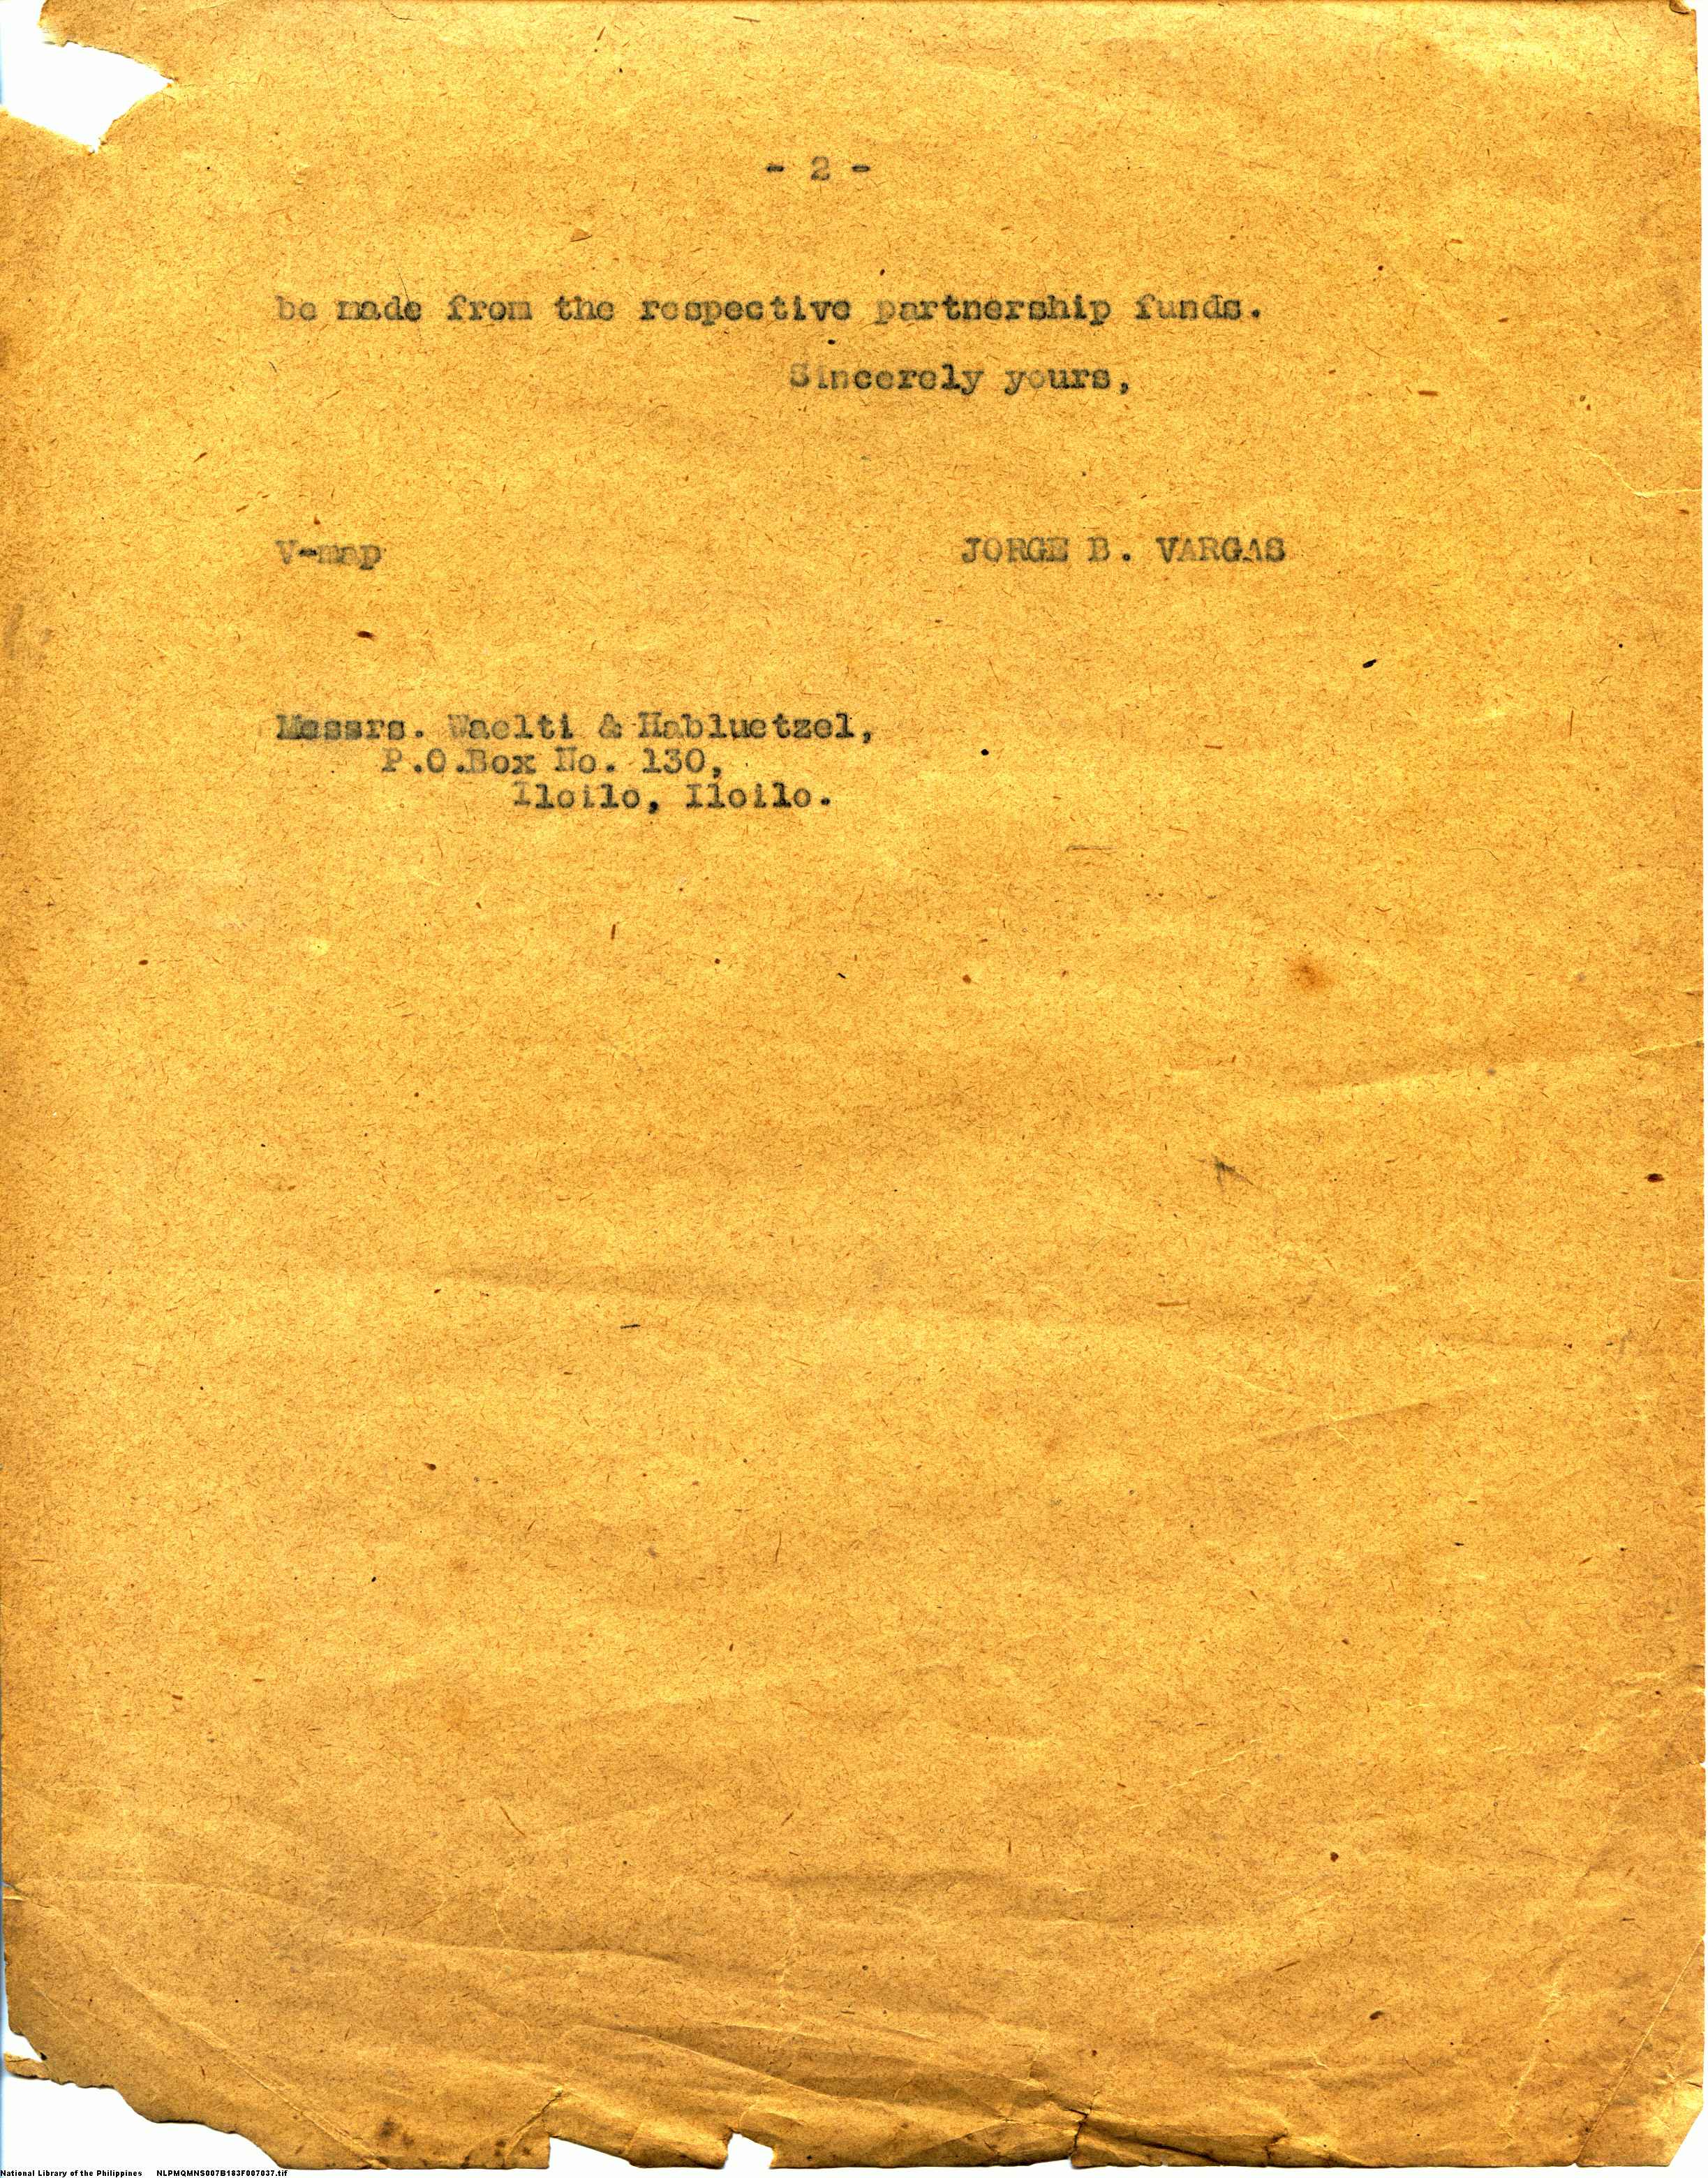 - 2 -
be made from the respective partnership funds.
Sincerely yours,
V-map JORGE B. VARGAS
Messrs. Waelti & Habluetzel,
P.O.Box No. 130,
Iloilo, Iloilo.
National Library of the Philippines NLPMQMNS007B183F007037.tif